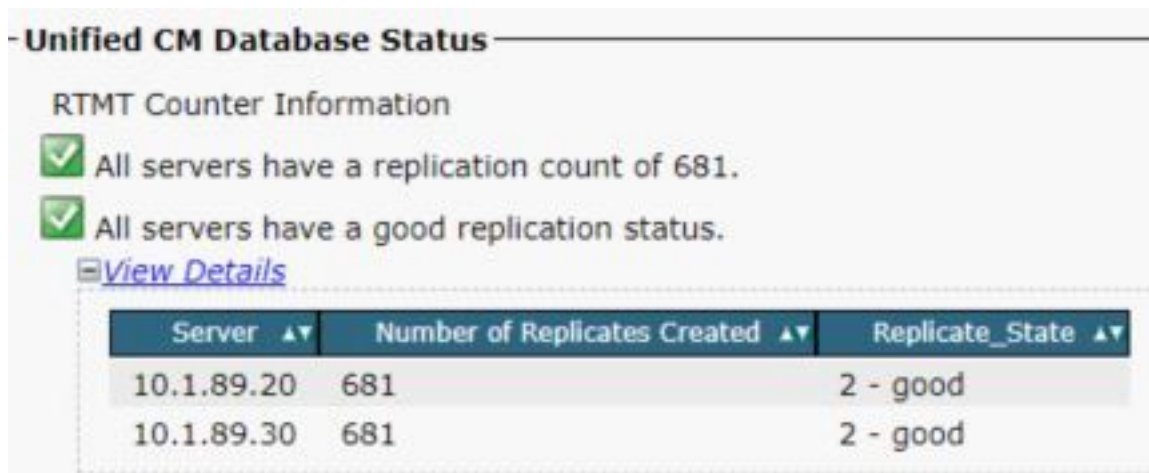 Unified CM Database Status
RTMT Counter Information
All servers have a replication count of 681.
All servers have a good replication status.
View Details
Server Number of Replicates Created Replicate_State
10.1.89.20 681 2 - good
10.1.89.30 681 2 - good